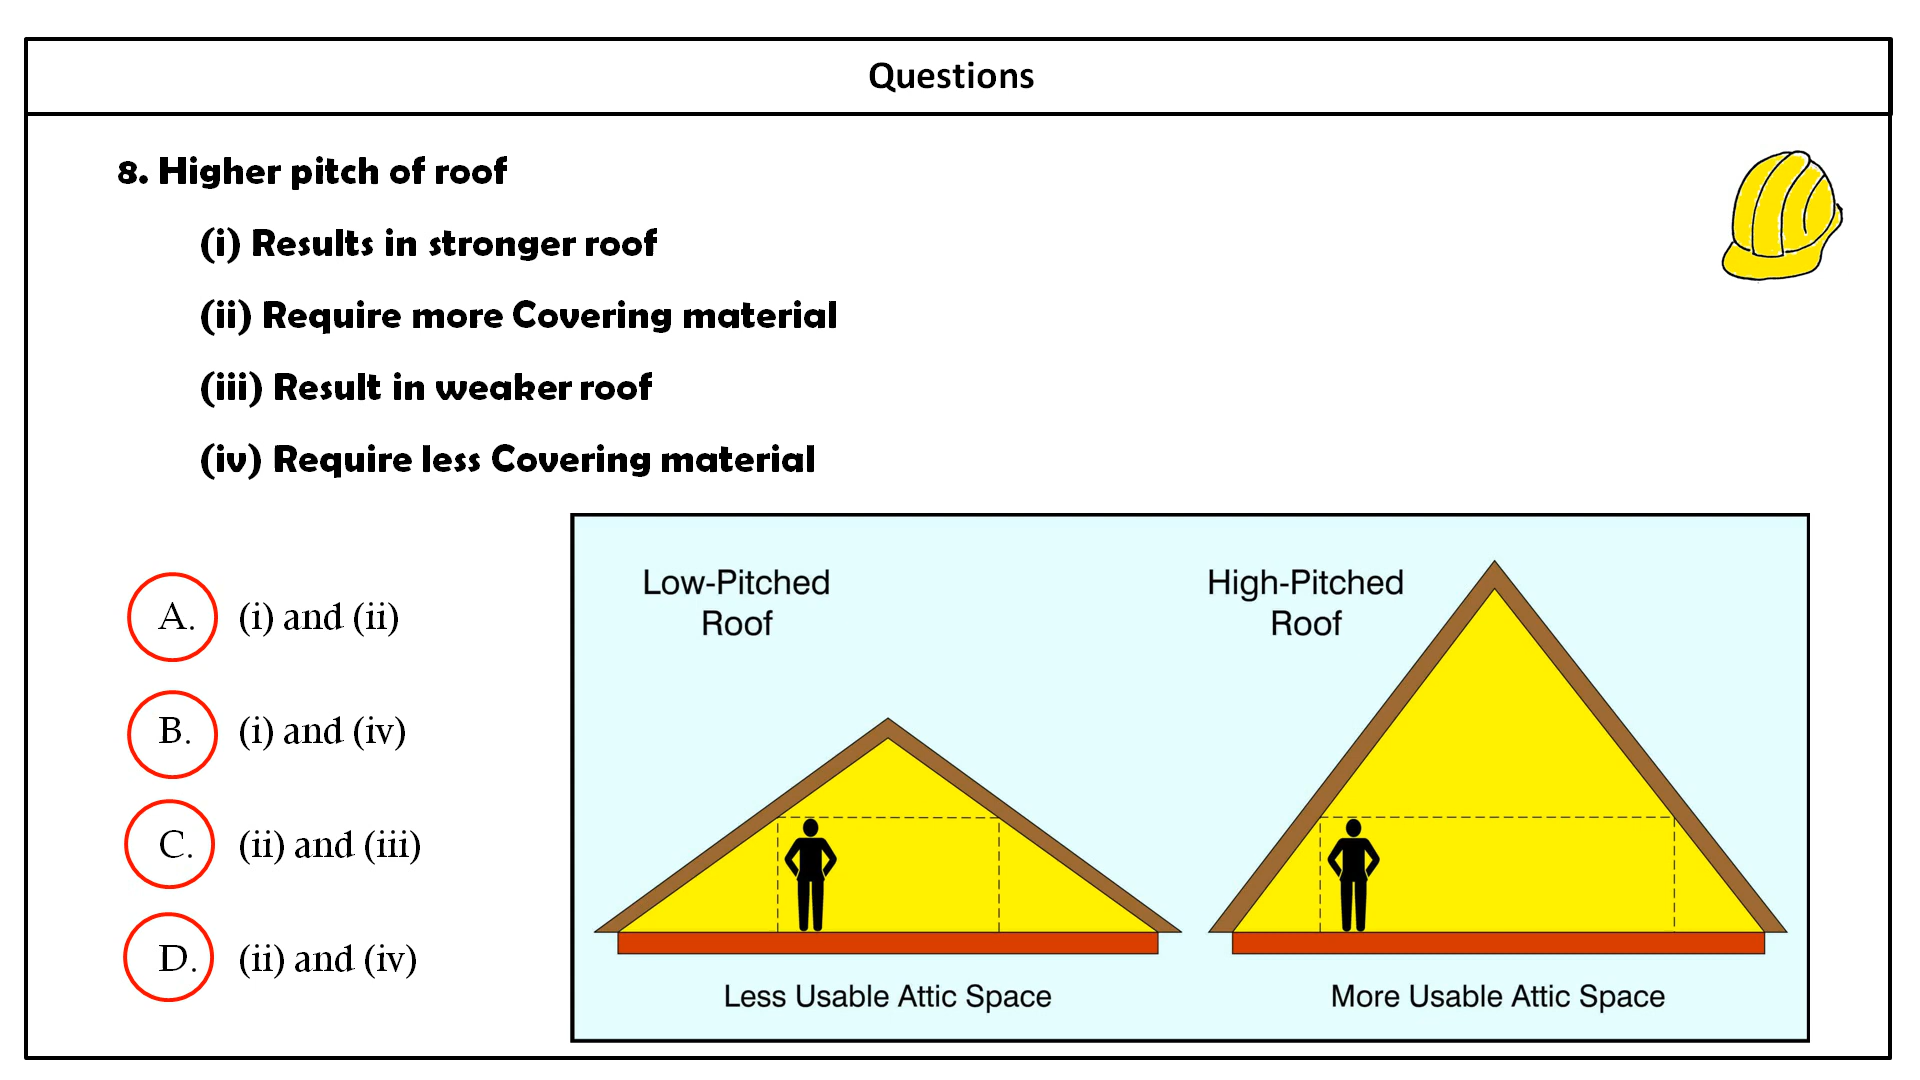 Questions
8. Higher pitch of roof
(i) Results in stronger roof
(ii) Require more Covering material
(iii) Result in weaker roof
(iv) Require less Covering material
A. (i) and (ii)
B. (i) and (iv)
C. (ii) and (iii)
D. (ii) and (iv)
Low-Pitched
Roof
High-Pitched
Roof
Less Usable Attic Space
More Usable Attic Space